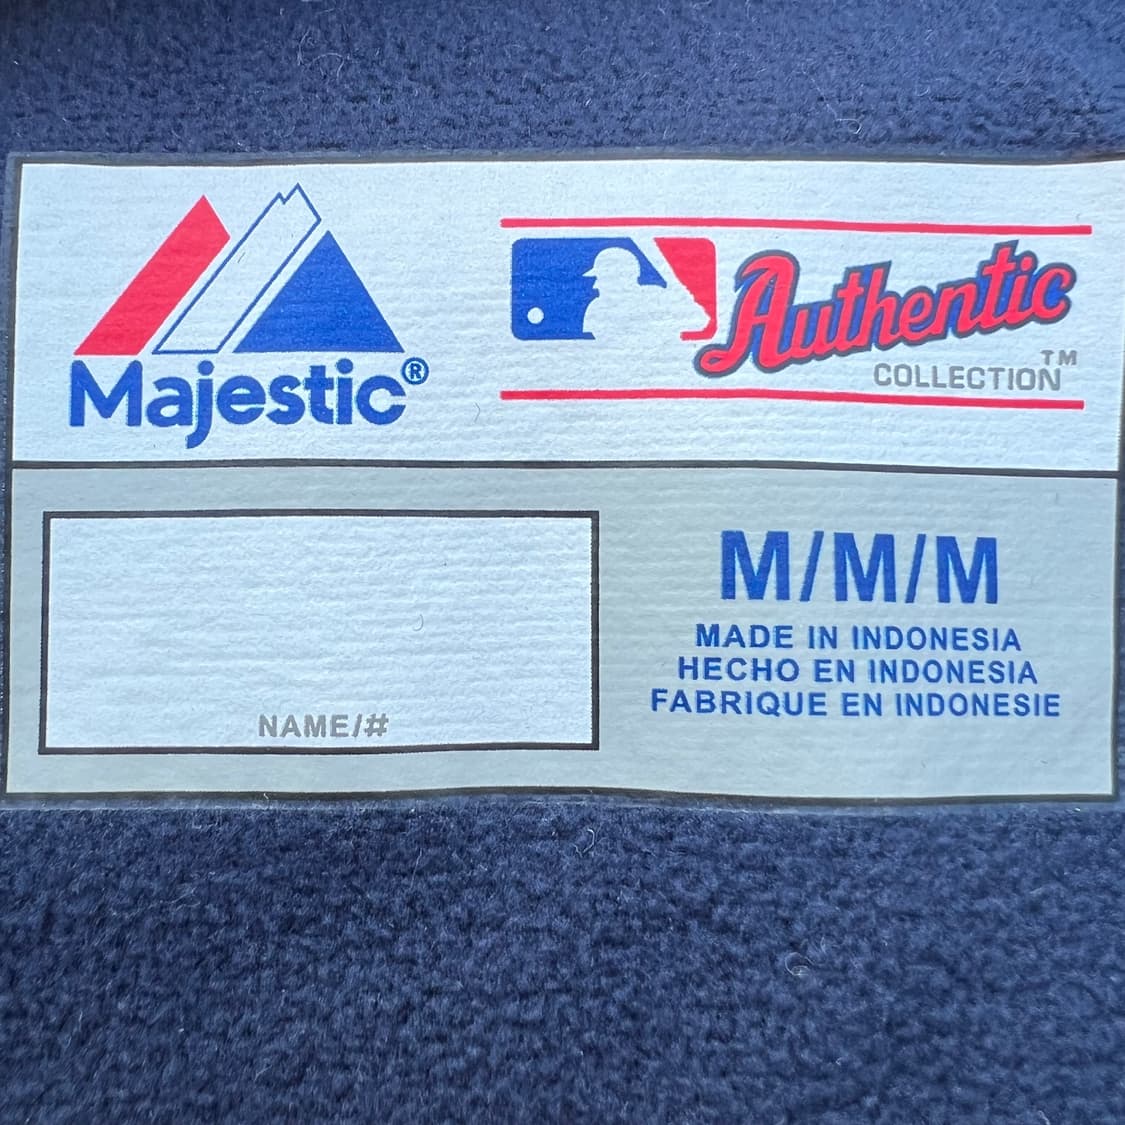 Majestic®
Authentic
COLLECTION™
NAME/#
M/M/M
MADE IN INDONESIA
HECHO EN INDONESIA
FABRIQUE EN INDONESIE